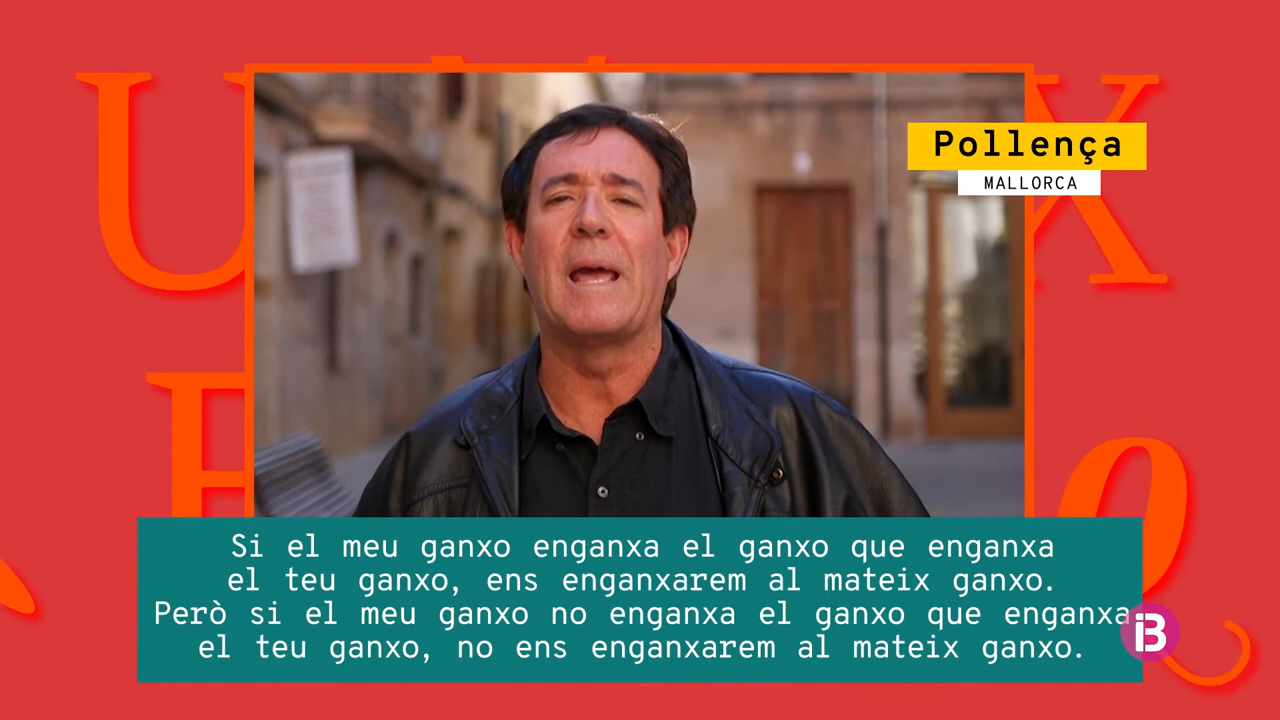 Pollença
MALLORCA
Si el meu ganxo enganxa el ganxo que enganxa
el teu ganxo, ens enganxarem al mateix ganxo.
Però si el meu ganxo no enganxa el ganxo que enganxa
el teu ganxo, no ens enganxarem al mateix ganxo.
iB